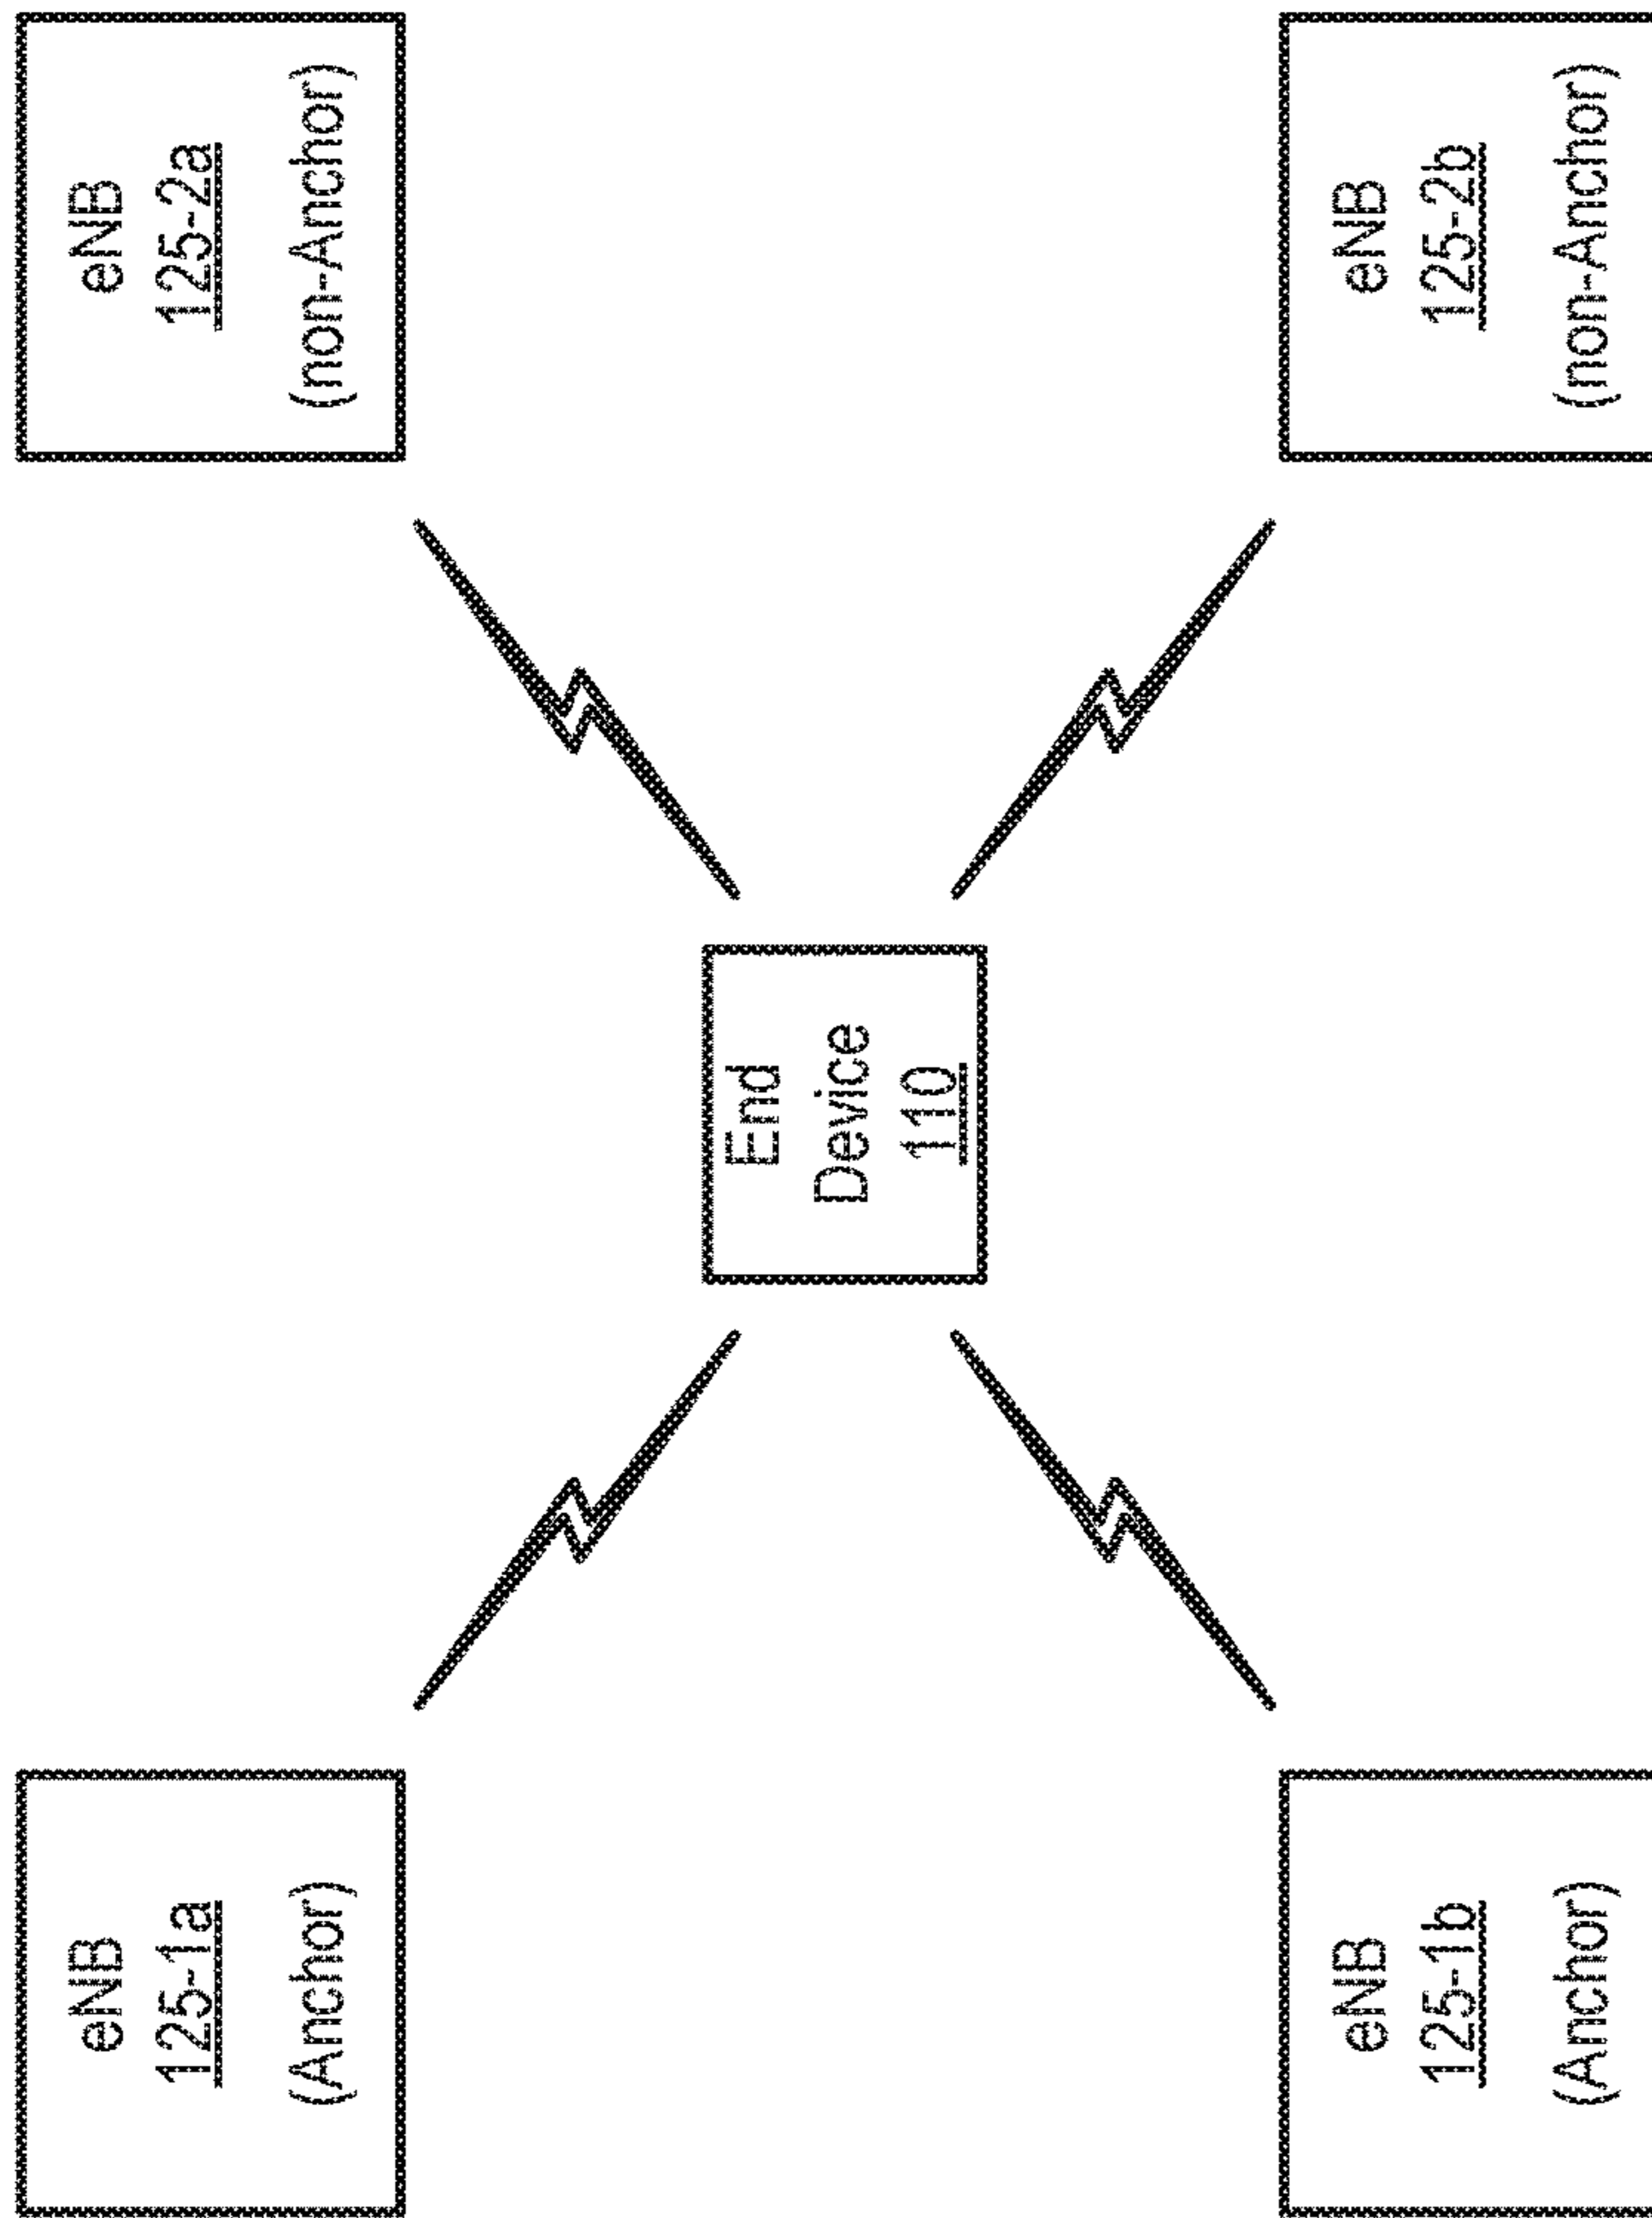 eNB
125-1a
(Anchor)
eNB
125-2a
(non-Anchor)
End
Device
110
eNB
125-1b
(Anchor)
eNB
125-2b
(non-Anchor)